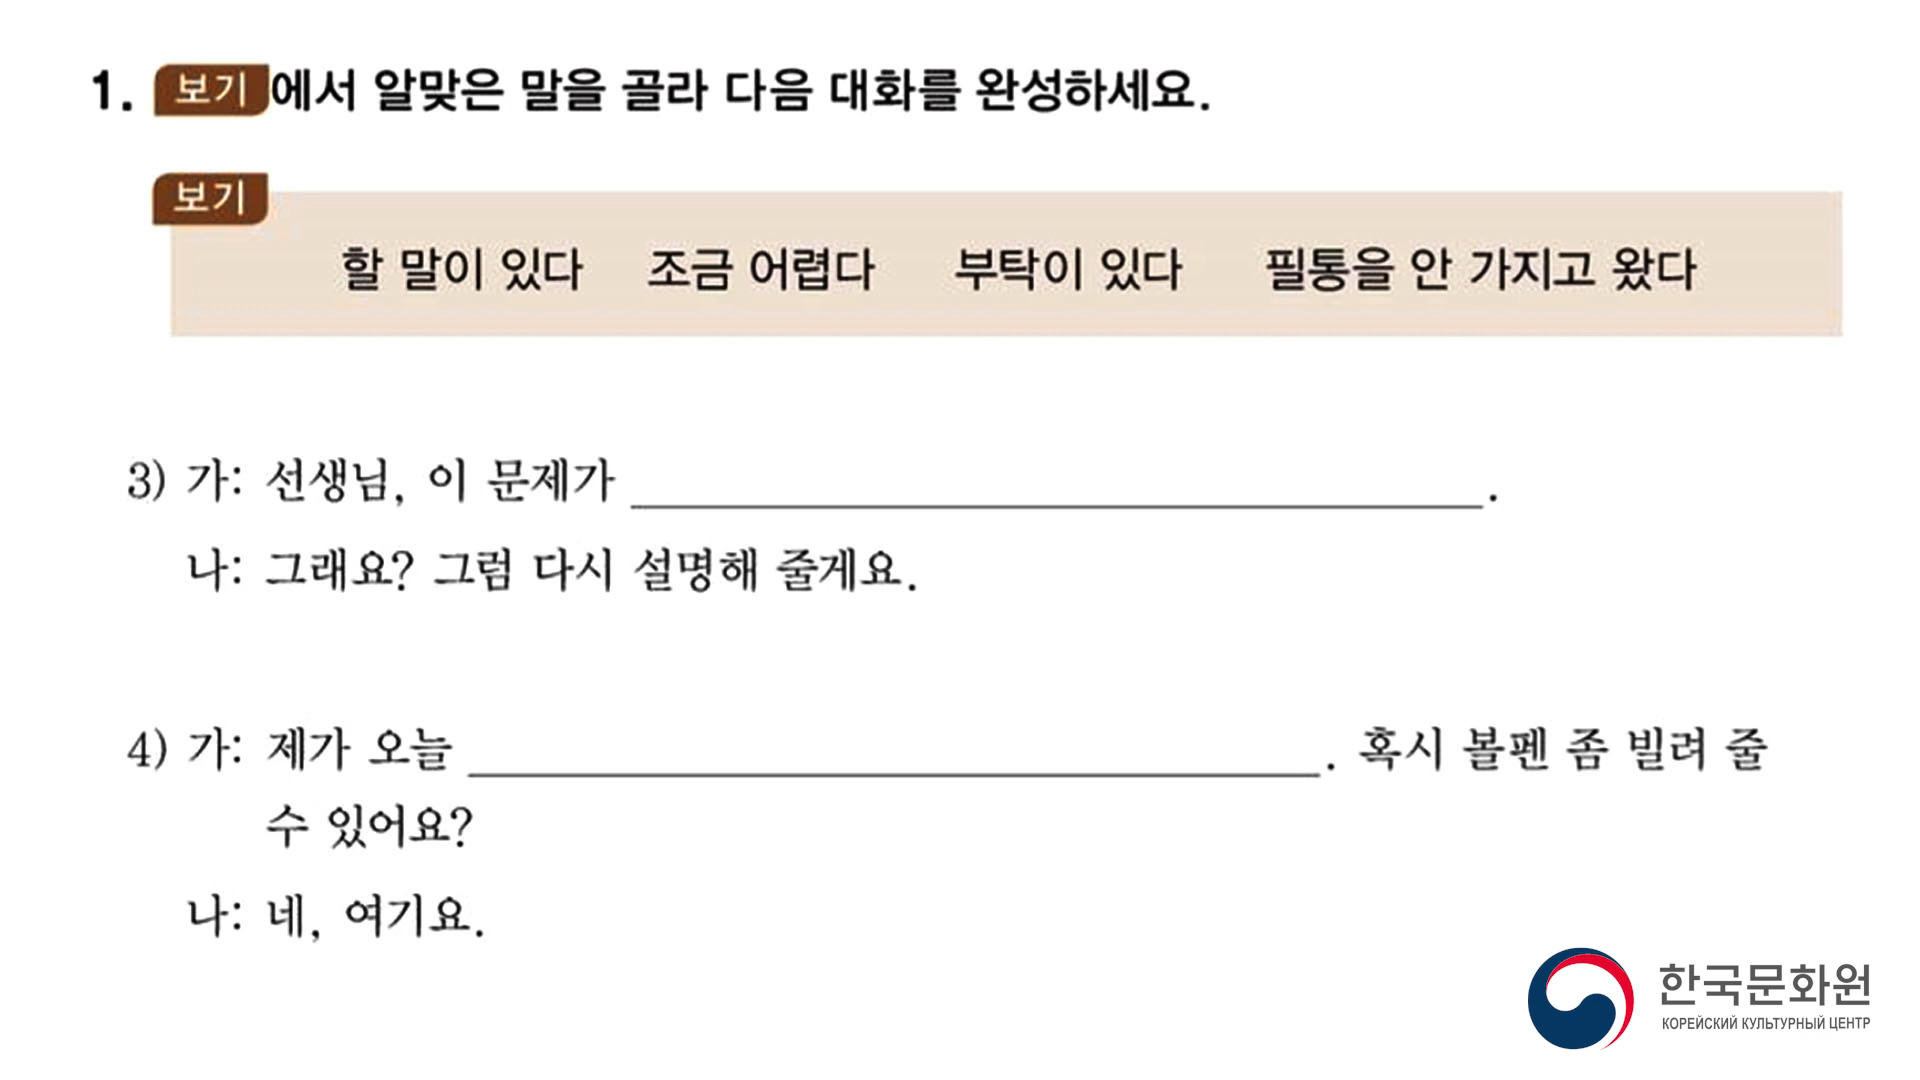 1. 보기에서 알맞은 말을 골라 다음 대화를 완성하세요.
보기
할 말이 있다 조금 어렵다 부탁이 있다 필통을 안 가지고 왔다
3) 가: 선생님, 이 문제가 ____________________.
나: 그래요? 그럼 다시 설명해 줄게요.
4) 가: 제가 오늘 ____________________. 혹시 볼펜 좀 빌려 줄
수 있어요?
나: 네, 여기요.
한국문화원
КОРЕЙСКИЙ КУЛЬТУРНЫЙ ЦЕНТР